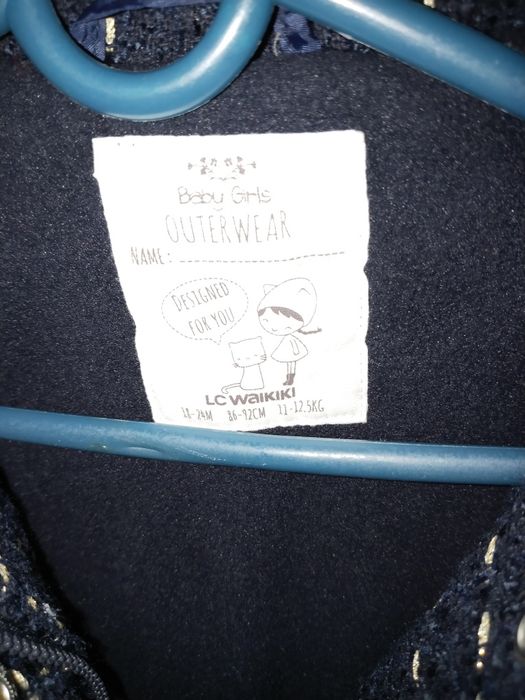 Baby Girls
OUTERWEAR
NAME:
DESIGNED
FOR YOU
LC WAIKIKI
18-24M 86-92CM 11-12.5KG